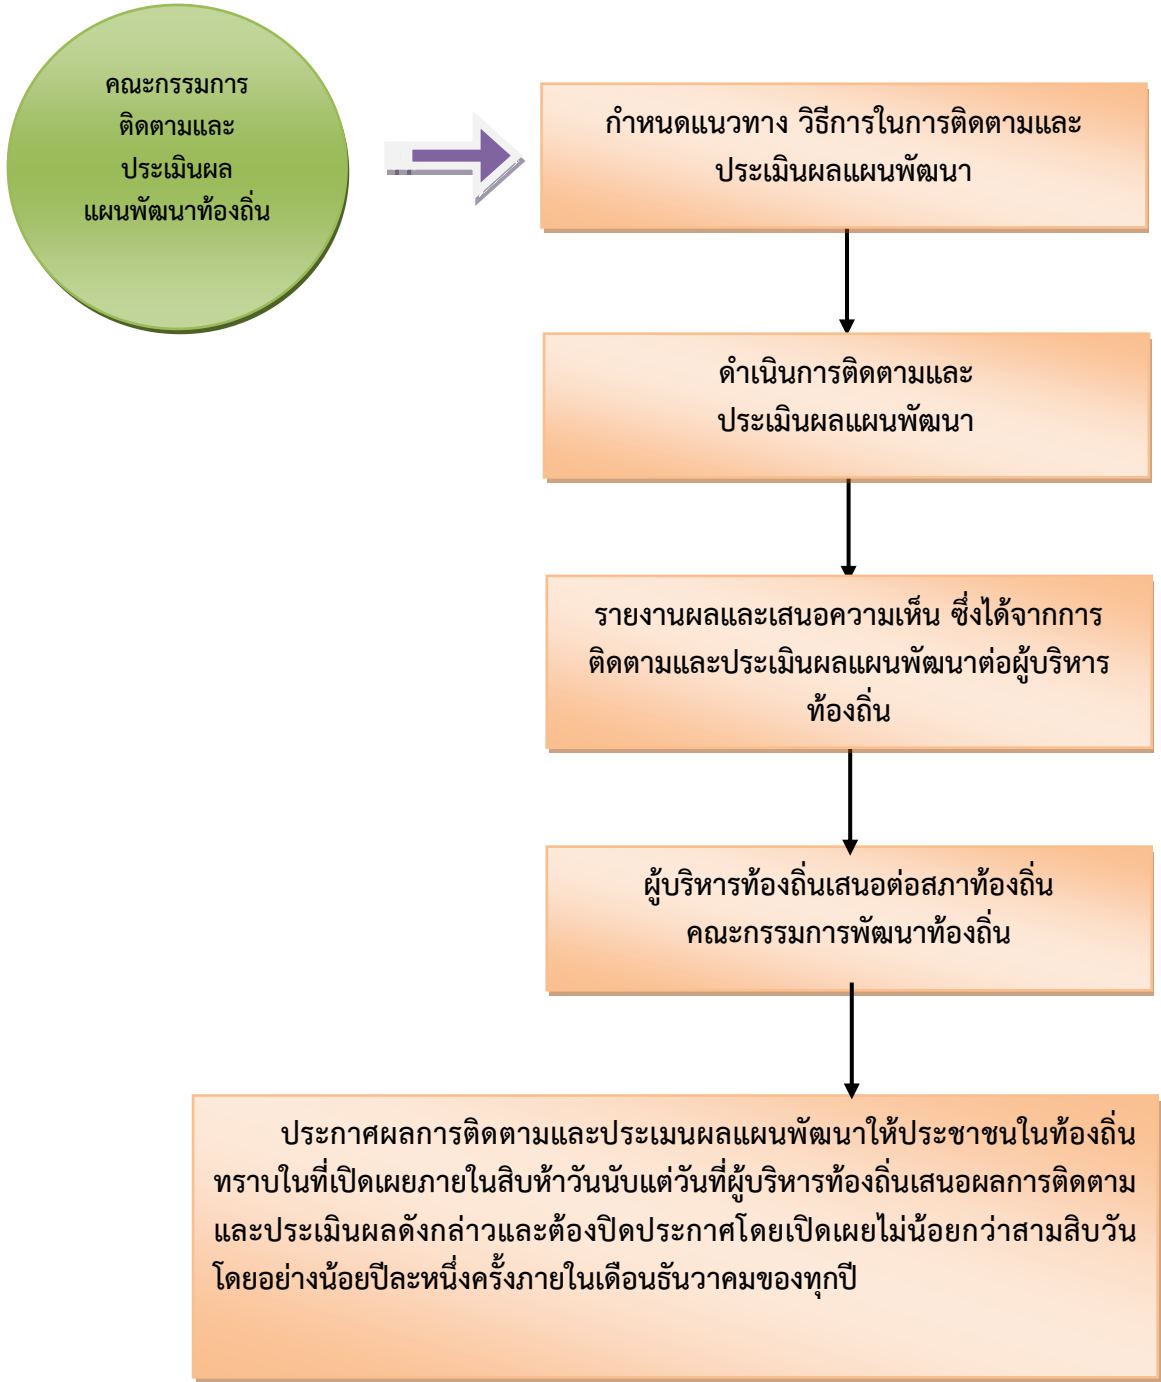 คณะกรรมการ
ติดตามและ
ประเมินผล
แผนพัฒนาท้องถิ่น
กำหนดแนวทาง วิธีการในการติดตามและ
ประเมินผลแผนพัฒนา
ดำเนินการติดตามและ
ประเมินผลแผนพัฒนา
รายงานผลและเสนอความเห็น ซึ่งได้จากการ
ติดตามและประเมินผลแผนพัฒนาต่อผู้บริหาร
ท้องถิ่น
ผู้บริหารท้องถิ่นเสนอต่อสภาท้องถิ่น
คณะกรรมการพัฒนาท้องถิ่น
ประกาศผลการติดตามและประเมนผลแผนพัฒนาให้ประชาชนในท้องถิ่น
ทราบในที่เปิดเผยภายในสิบห้าวันนับแต่วันที่ผู้บริหารท้องถิ่นเสนอผลการติดตาม
และประเมินผลดังกล่าวและต้องปิดประกาศโดยเปิดเผยไม่น้อยกว่าสามสิบวัน
โดยอย่างน้อยปีละหนึ่งครั้งภายในเดือนธันวาคมของทุกปี